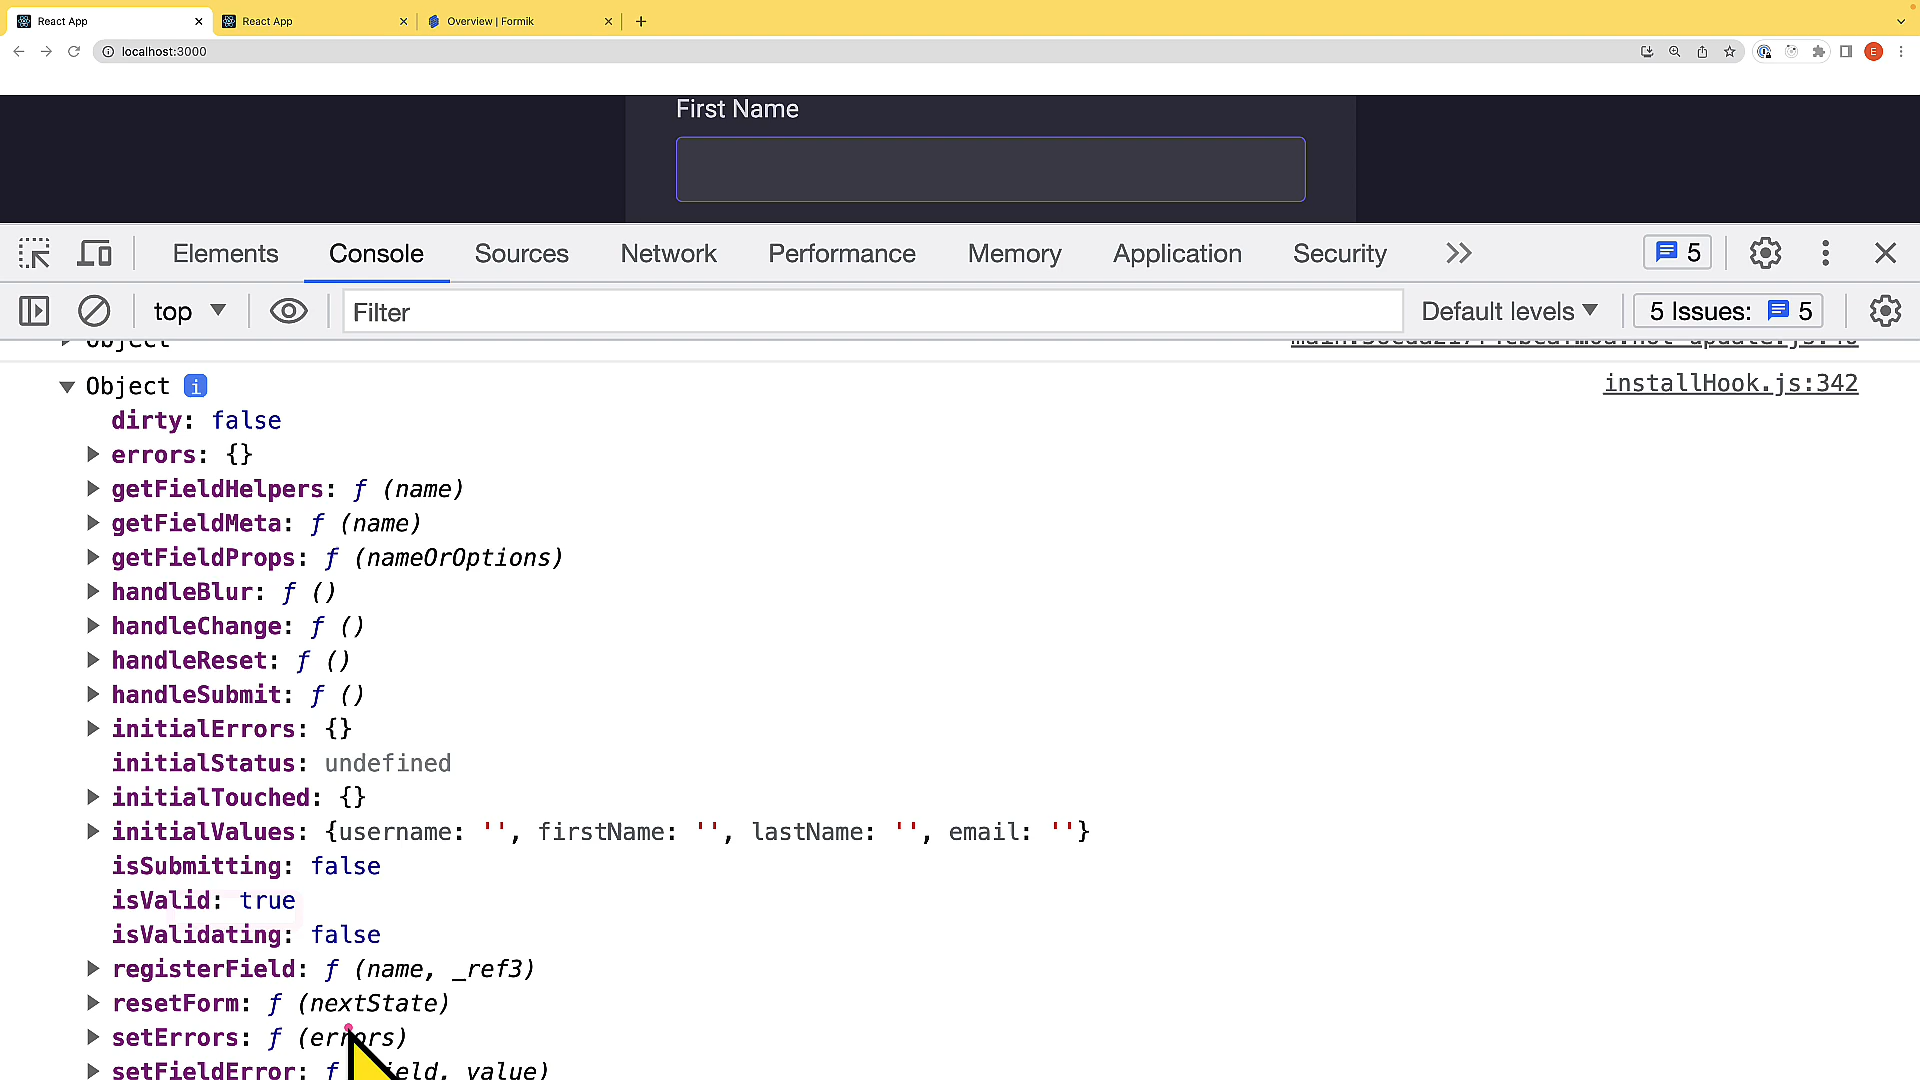 React App
React App
Overview | Formik
localhost:3000
E
First Name
Elements
Console
Sources
Network
Performance
Memory
Application
Security
5
top
Filter
Default levels
5 Issues:
5
Object
Object
installHook.js:342
dirty: false
errors: {}
getFieldHelpers: ƒ (name)
getFieldMeta: ƒ (name)
getFieldProps: ƒ (nameOrOptions)
handleBlur: ƒ ()
handleChange: ƒ ()
handleReset: ƒ ()
handleSubmit: ƒ ()
initialErrors: {}
initialStatus: undefined
initialTouched: {}
initialValues: {username: '', firstName: '', lastName: '', email: ''}
isSubmitting: false
isValid: true
isValidating: false
registerField: ƒ (name, _ref3)
resetForm: ƒ (nextState)
setErrors: ƒ (errors)
setFieldError: ƒ value)